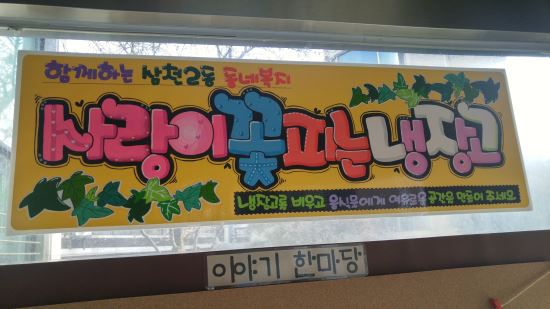 함께하는 삼천2동 동네복지
사랑이 꽃 피는 냉장고
냉장고를 비우고 음식물에게 여유로운 공간을 만들어 주세요
이야기 한마당